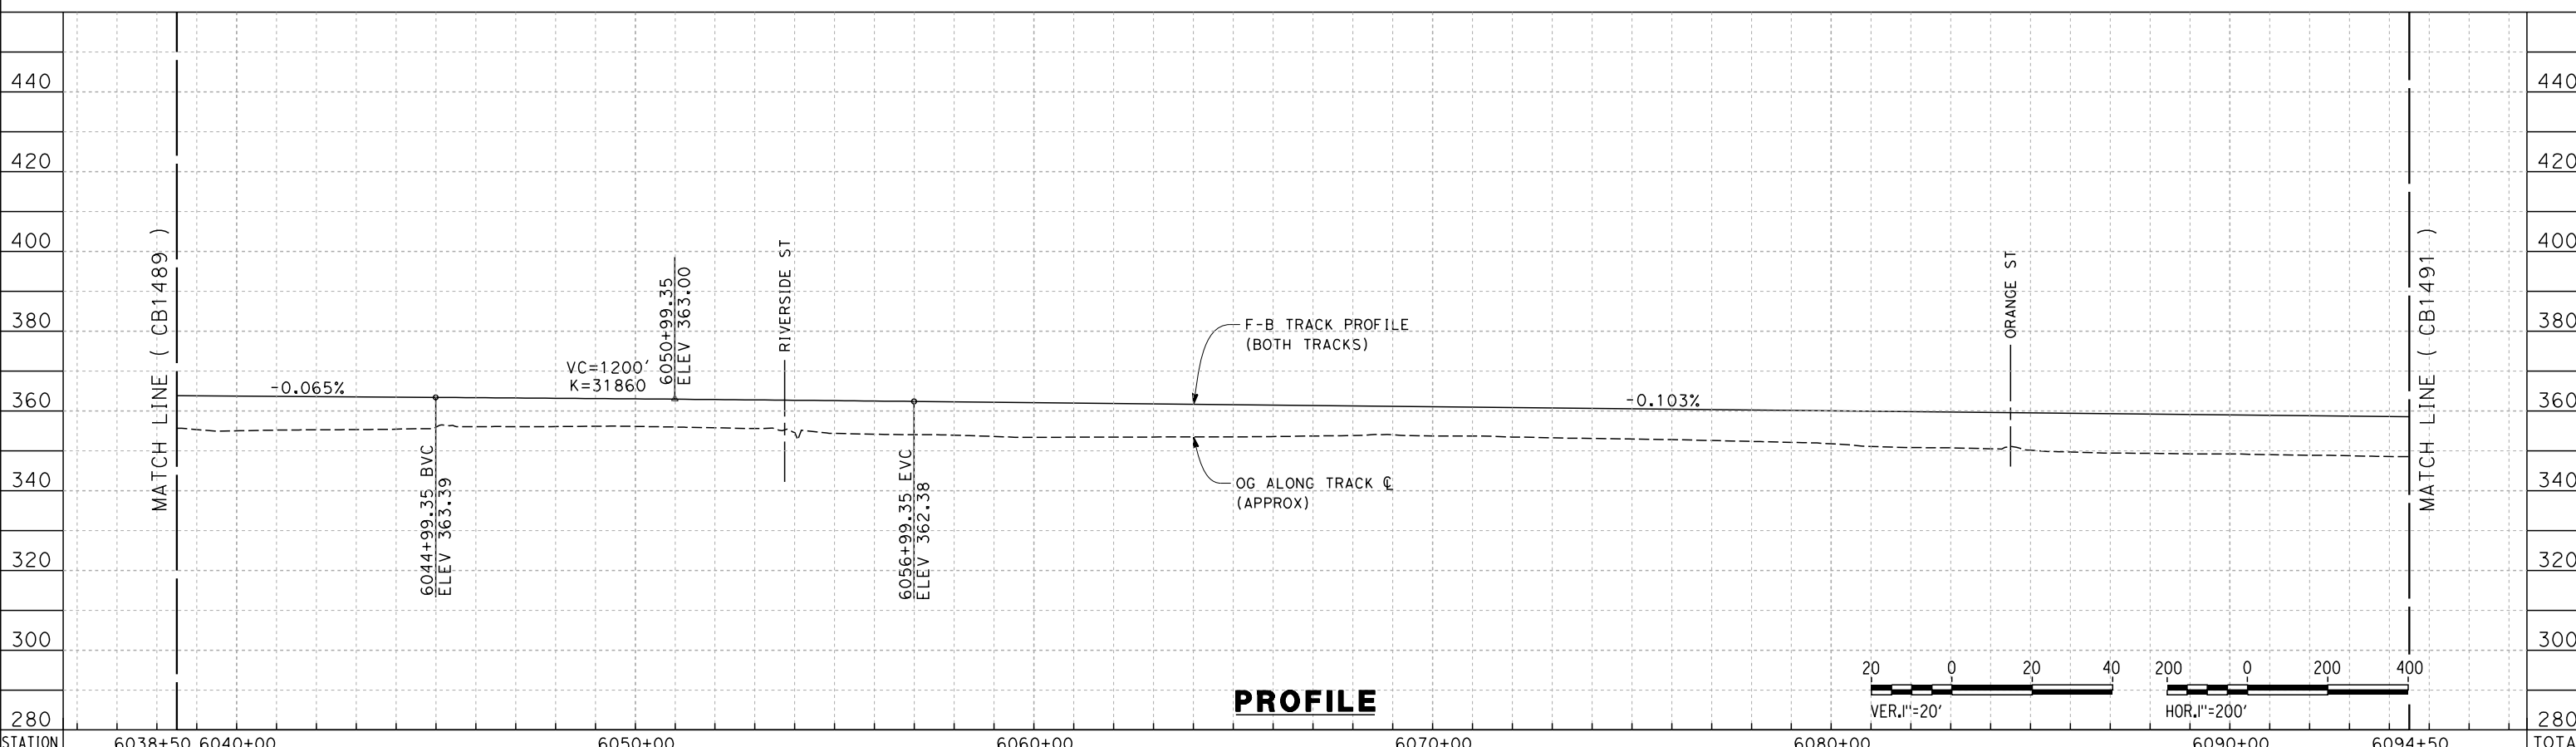 440
420
400
380
360
340
320
300
280
MATCH LINE ( CB1489 )
-0.065%
6044+99.35 BVC
ELEV 363.39
VC=1200'
K=31860
6050+99.35
ELEV 363.00
RIVERSIDE ST
6056+99.35 EVC
ELEV 362.38
F-B TRACK PROFILE
(BOTH TRACKS)
OG ALONG TRACK ℄
(APPROX)
-0.103%
ORANGE ST
MATCH LINE ( CB1491 )
440
420
400
380
360
340
320
300
280
PROFILE
20 0 20 40
VER.1"=20'
200 0 200 400
HOR.1"=200'
STATION 6038+50 6040+00 6050+00 6060+00 6070+00 6080+00 6090+00 6094+50 TOTA